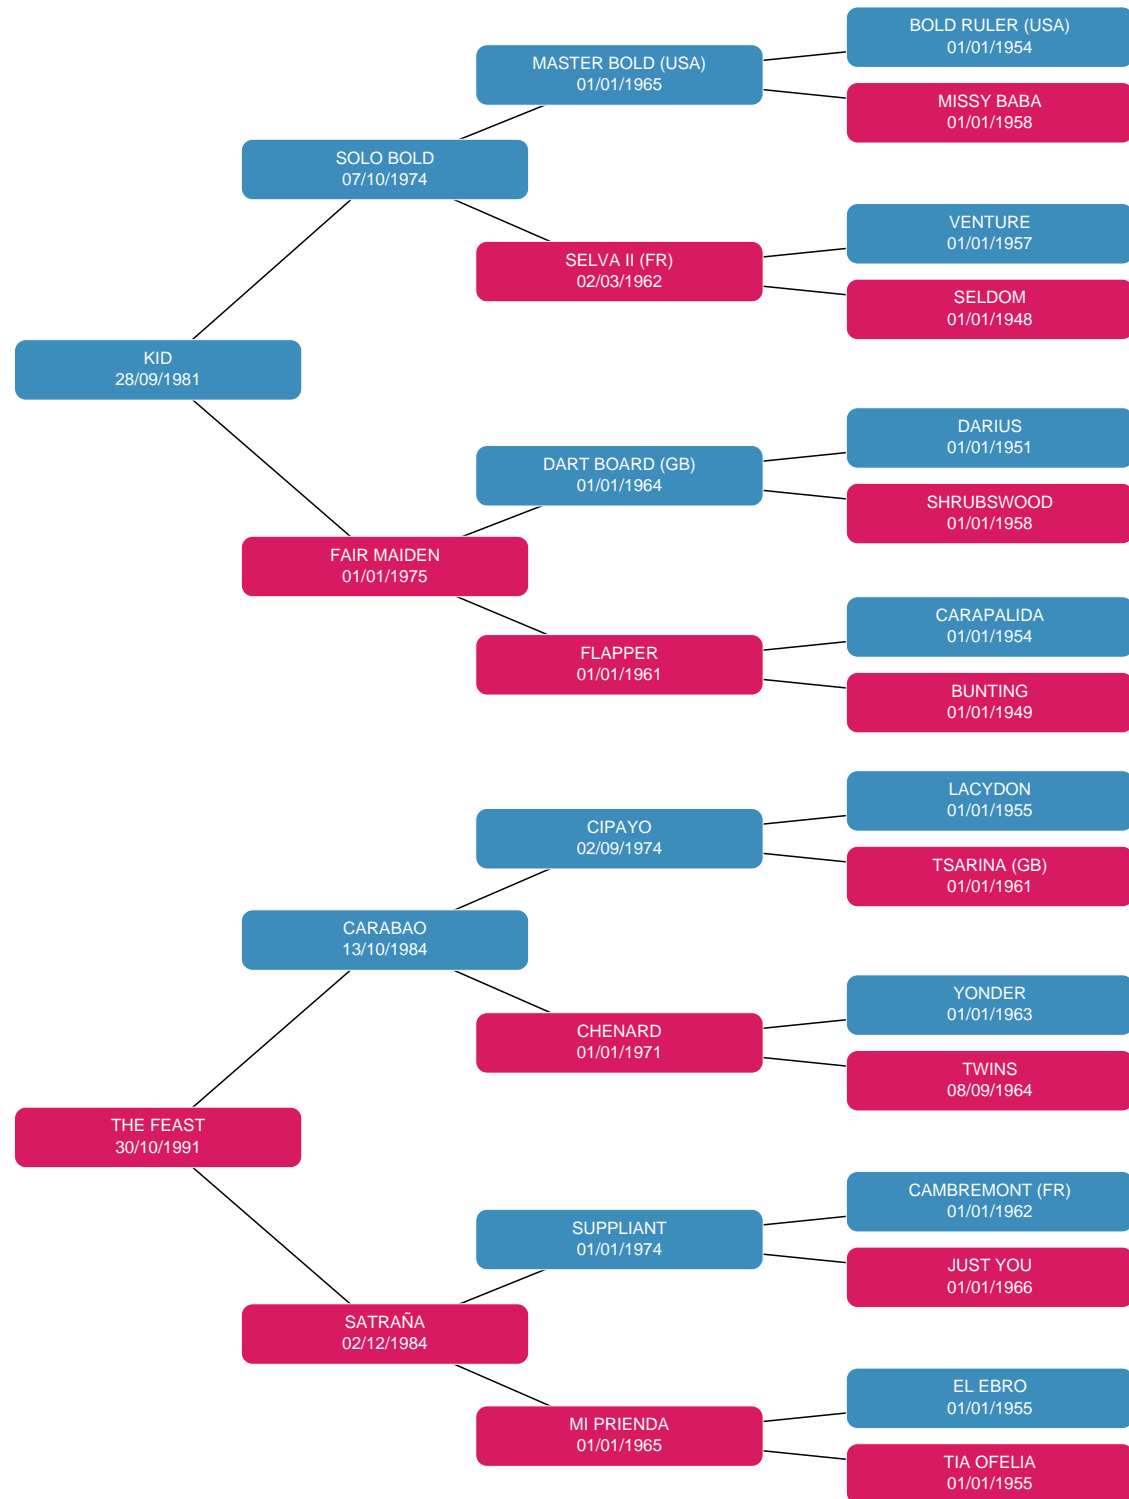 BOLD RULER (USA)
01/01/1954
MASTER BOLD (USA)
01/01/1965
MISSY BABA
01/01/1958
SOLO BOLD
07/10/1974
VENTURE
01/01/1957
SELVA II (FR)
02/03/1962
SELDOM
01/01/1948
KID
28/09/1981
DARIUS
01/01/1951
DART BOARD (GB)
01/01/1964
SHRUBSWOOD
01/01/1958
FAIR MAIDEN
01/01/1975
CARAPALIDA
01/01/1954
FLAPPER
01/01/1961
BUNTING
01/01/1949
LACYDON
01/01/1955
CIPAYO
02/09/1974
TSARINA (GB)
01/01/1961
CARABAO
13/10/1984
YONDER
01/01/1963
CHENARD
01/01/1971
TWINS
08/09/1964
THE FEAST
30/10/1991
CAMBREMONT (FR)
01/01/1962
SUPPLIANT
01/01/1974
JUST YOU
01/01/1966
SATRAÑA
02/12/1984
EL EBRO
01/01/1955
MI PRIENDA
01/01/1965
TIA OFELIA
01/01/1955